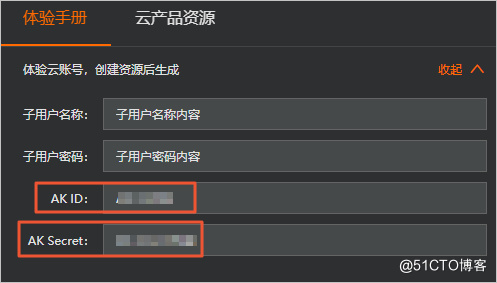 体验手册 云产品资源
体验云账号，创建资源后生成 收起
子用户名称： 子用户名称内容
子用户密码： 子用户密码内容
AK ID：
AK Secret：
@51CTO博客